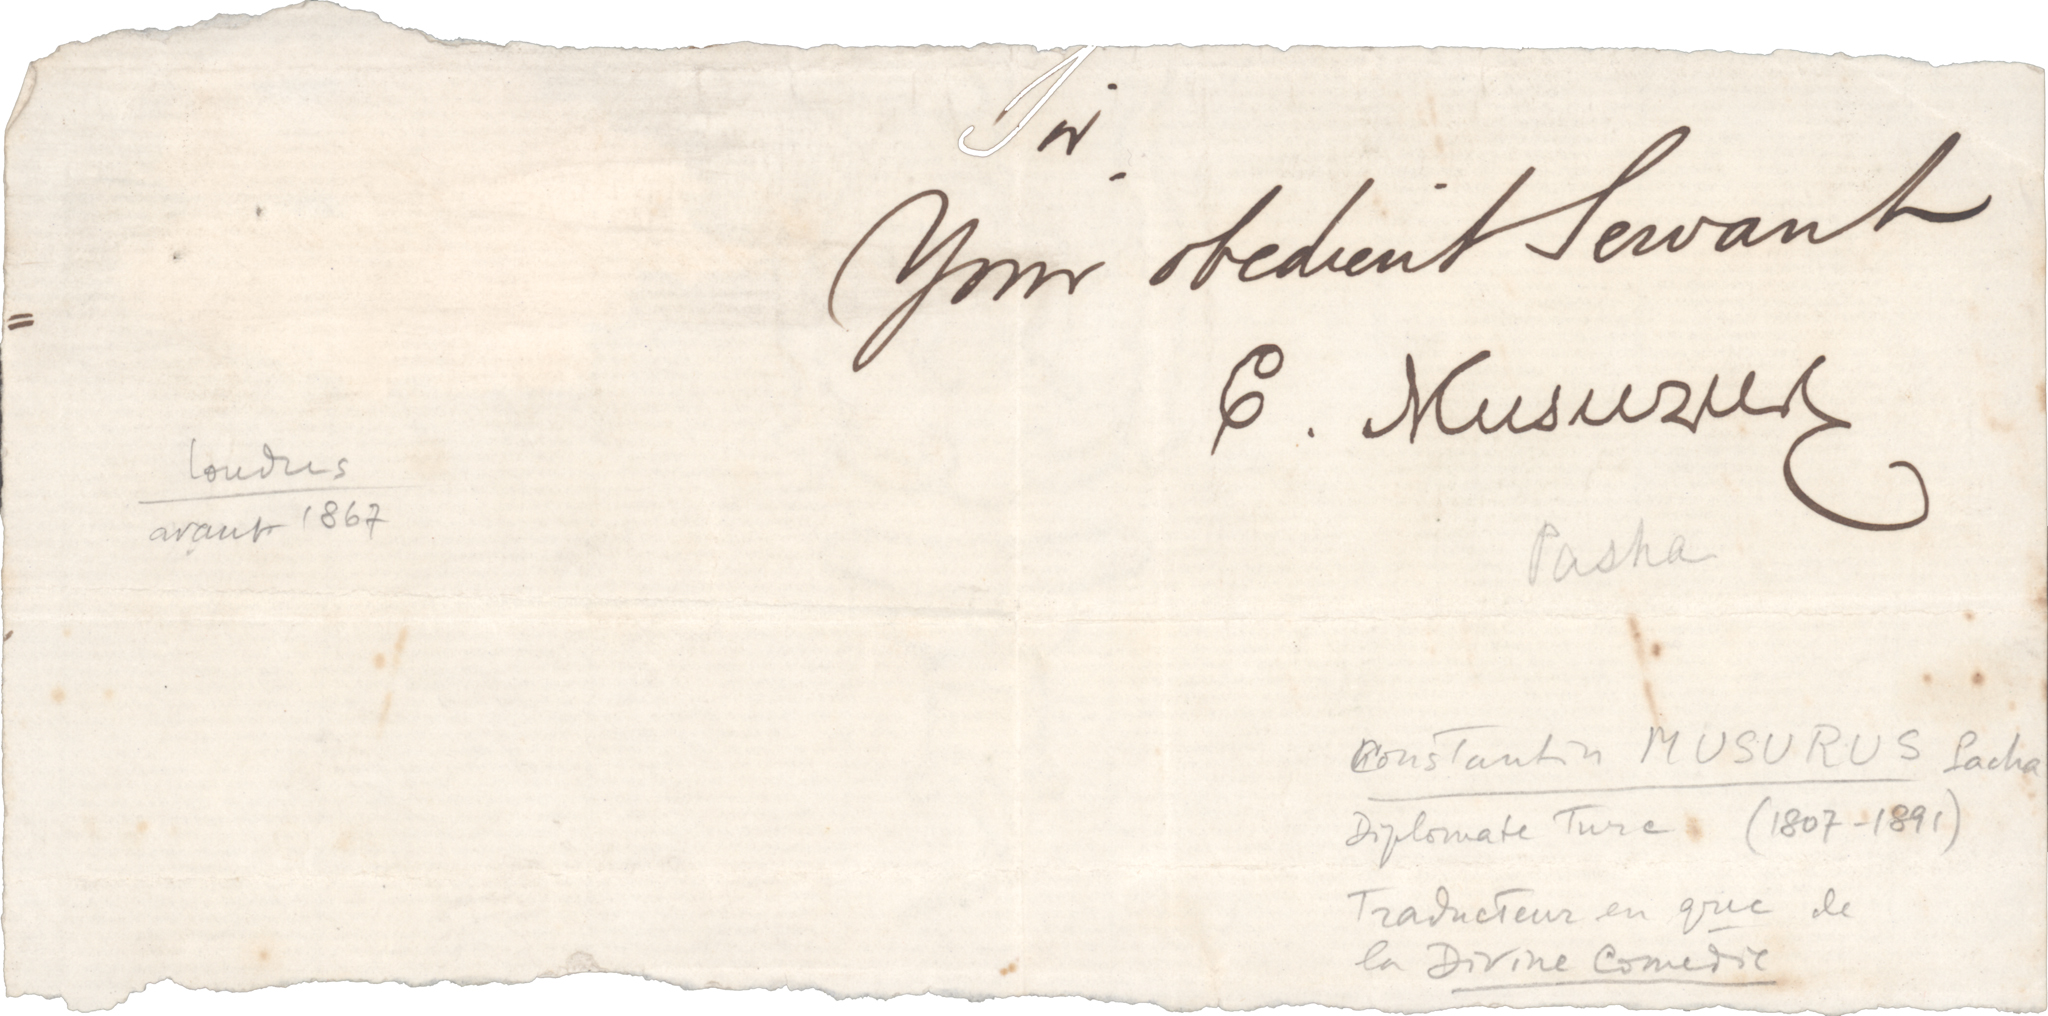 Sir
Your obedient Servant
C. Musurus
Londres
avant 1867
Pasha
Constantin MUSURUS Pacha
Diplomate Turc (1807-1891)
Traducteur en grec de
la Divine Comedie